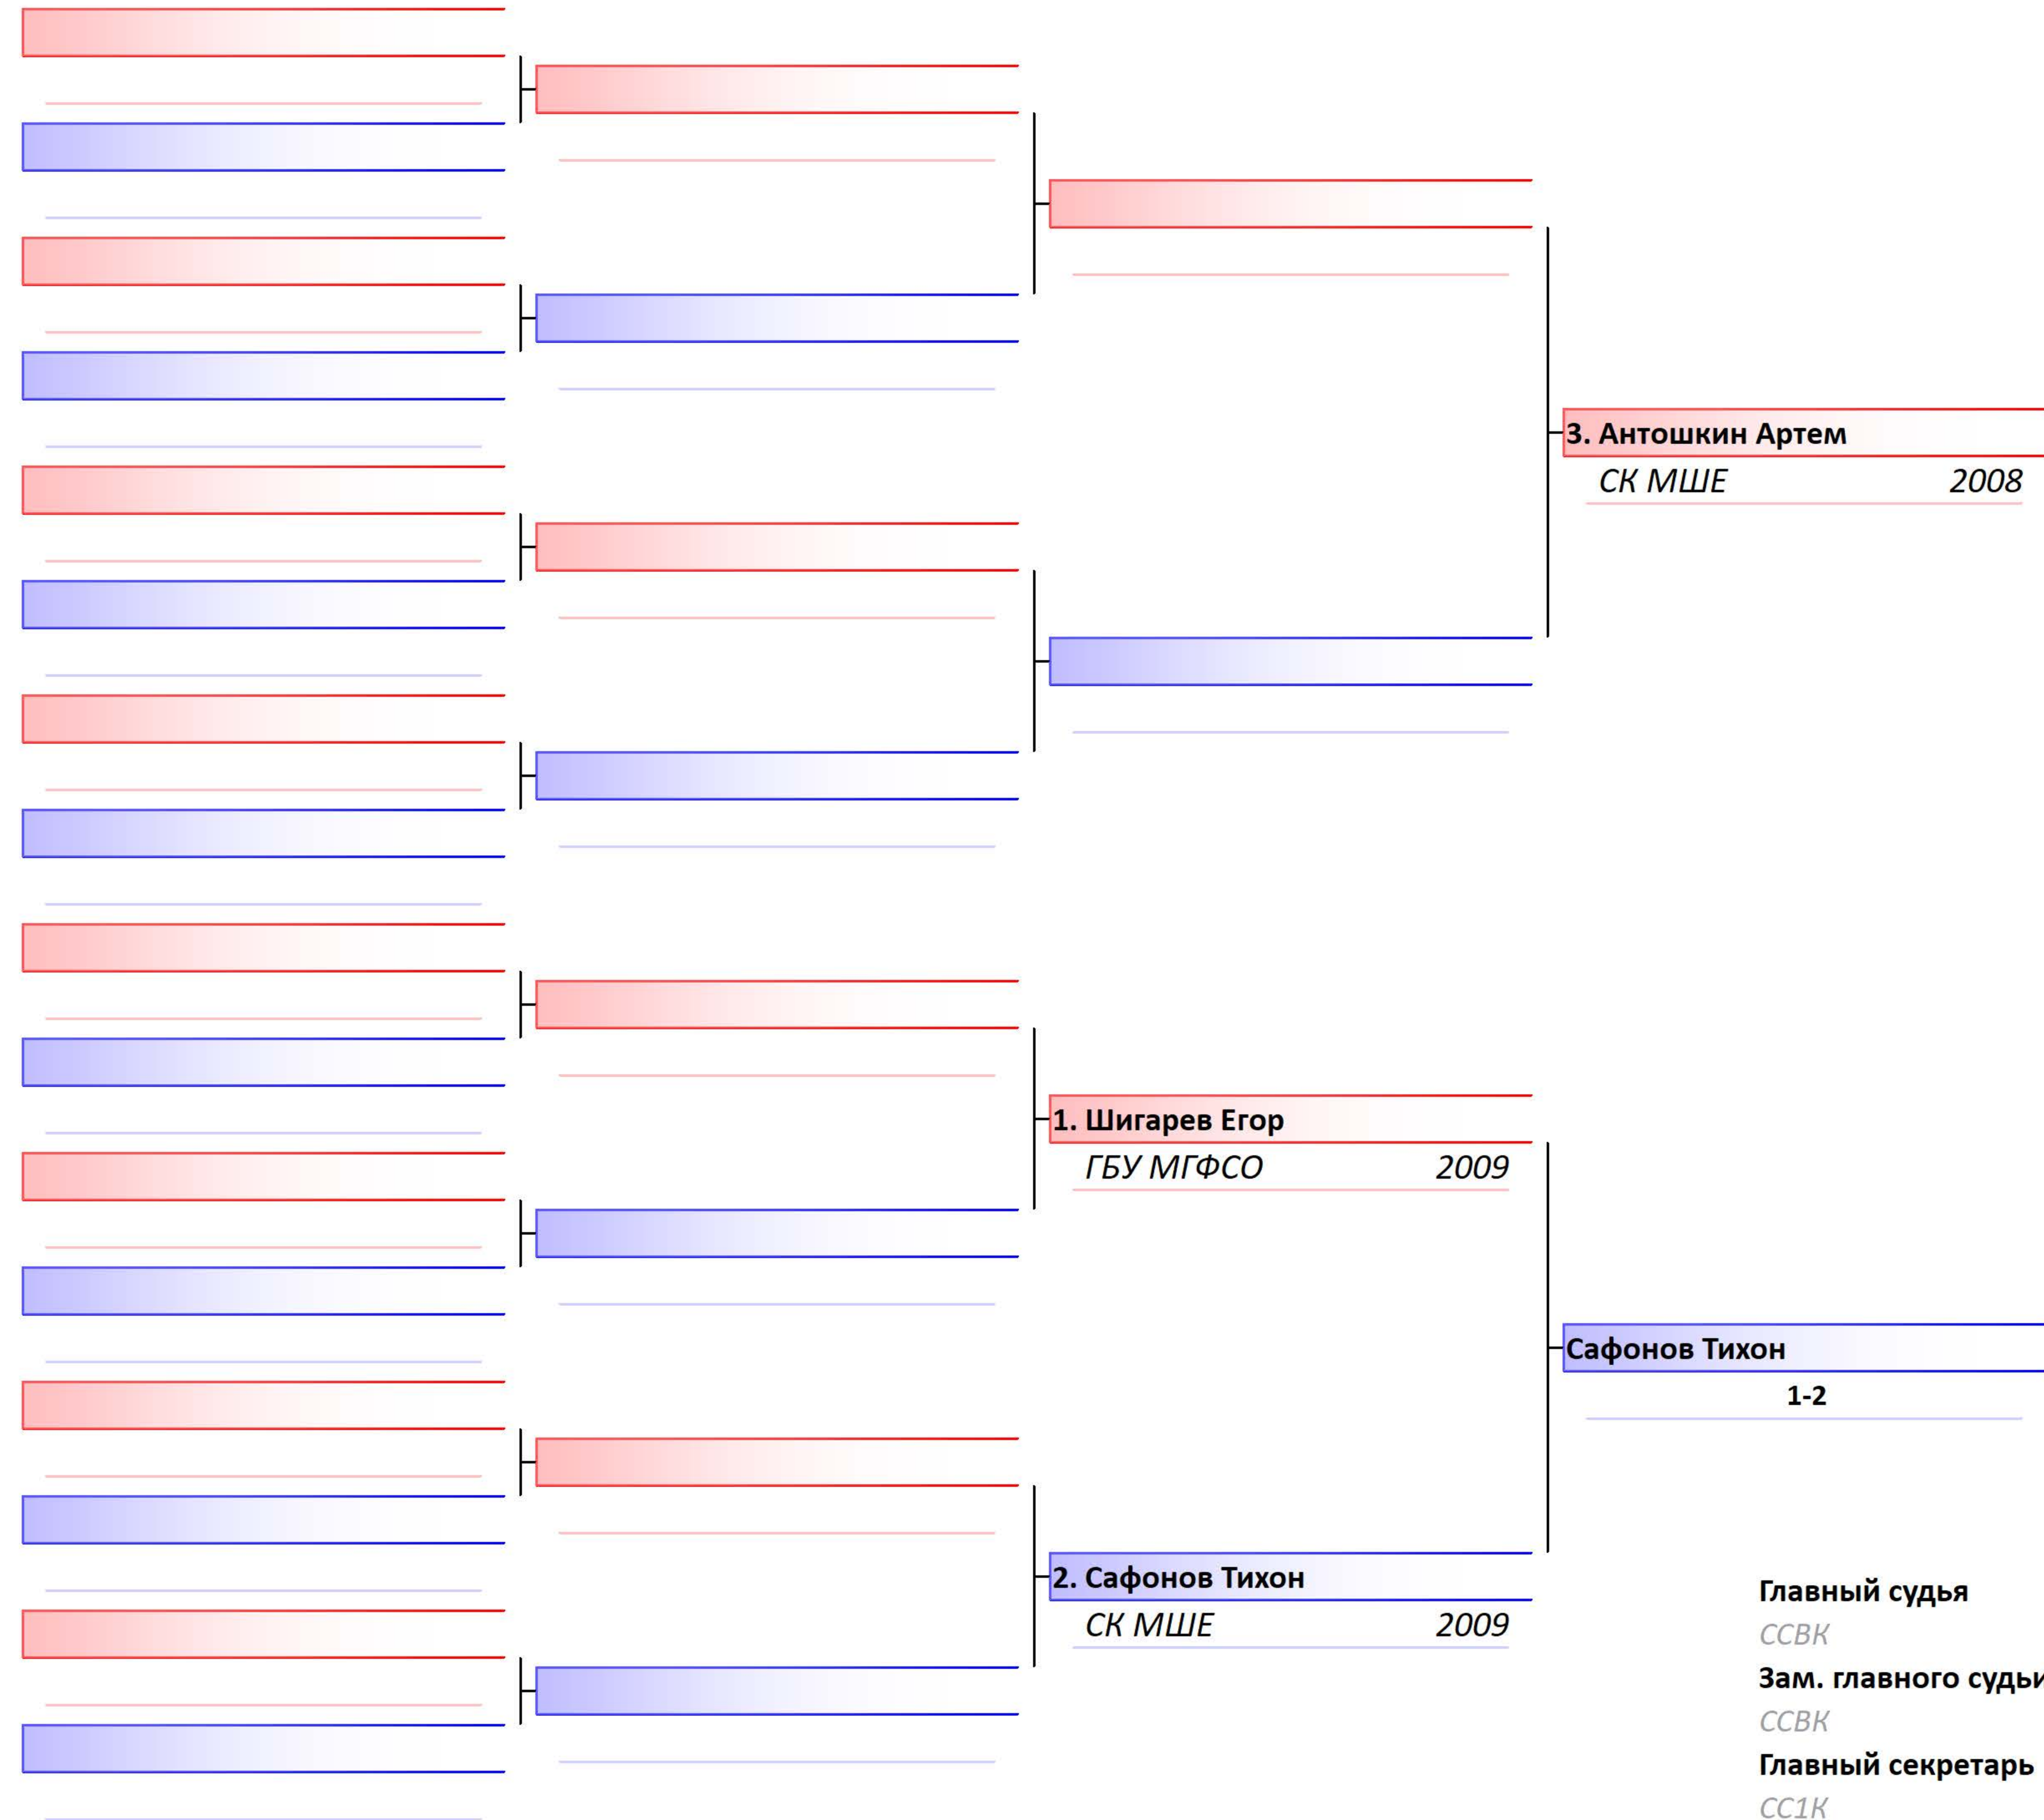 3. Антошкин Артем
СК МШЕ 2008
1. Шигарев Егор
ГБУ МГФСО 2009
Сафонов Тихон
1-2
2. Сафонов Тихон
СК МШЕ 2009
Главный судья
ССВК
Зам. главного судьи
ССВК
Главный секретарь
СС1К